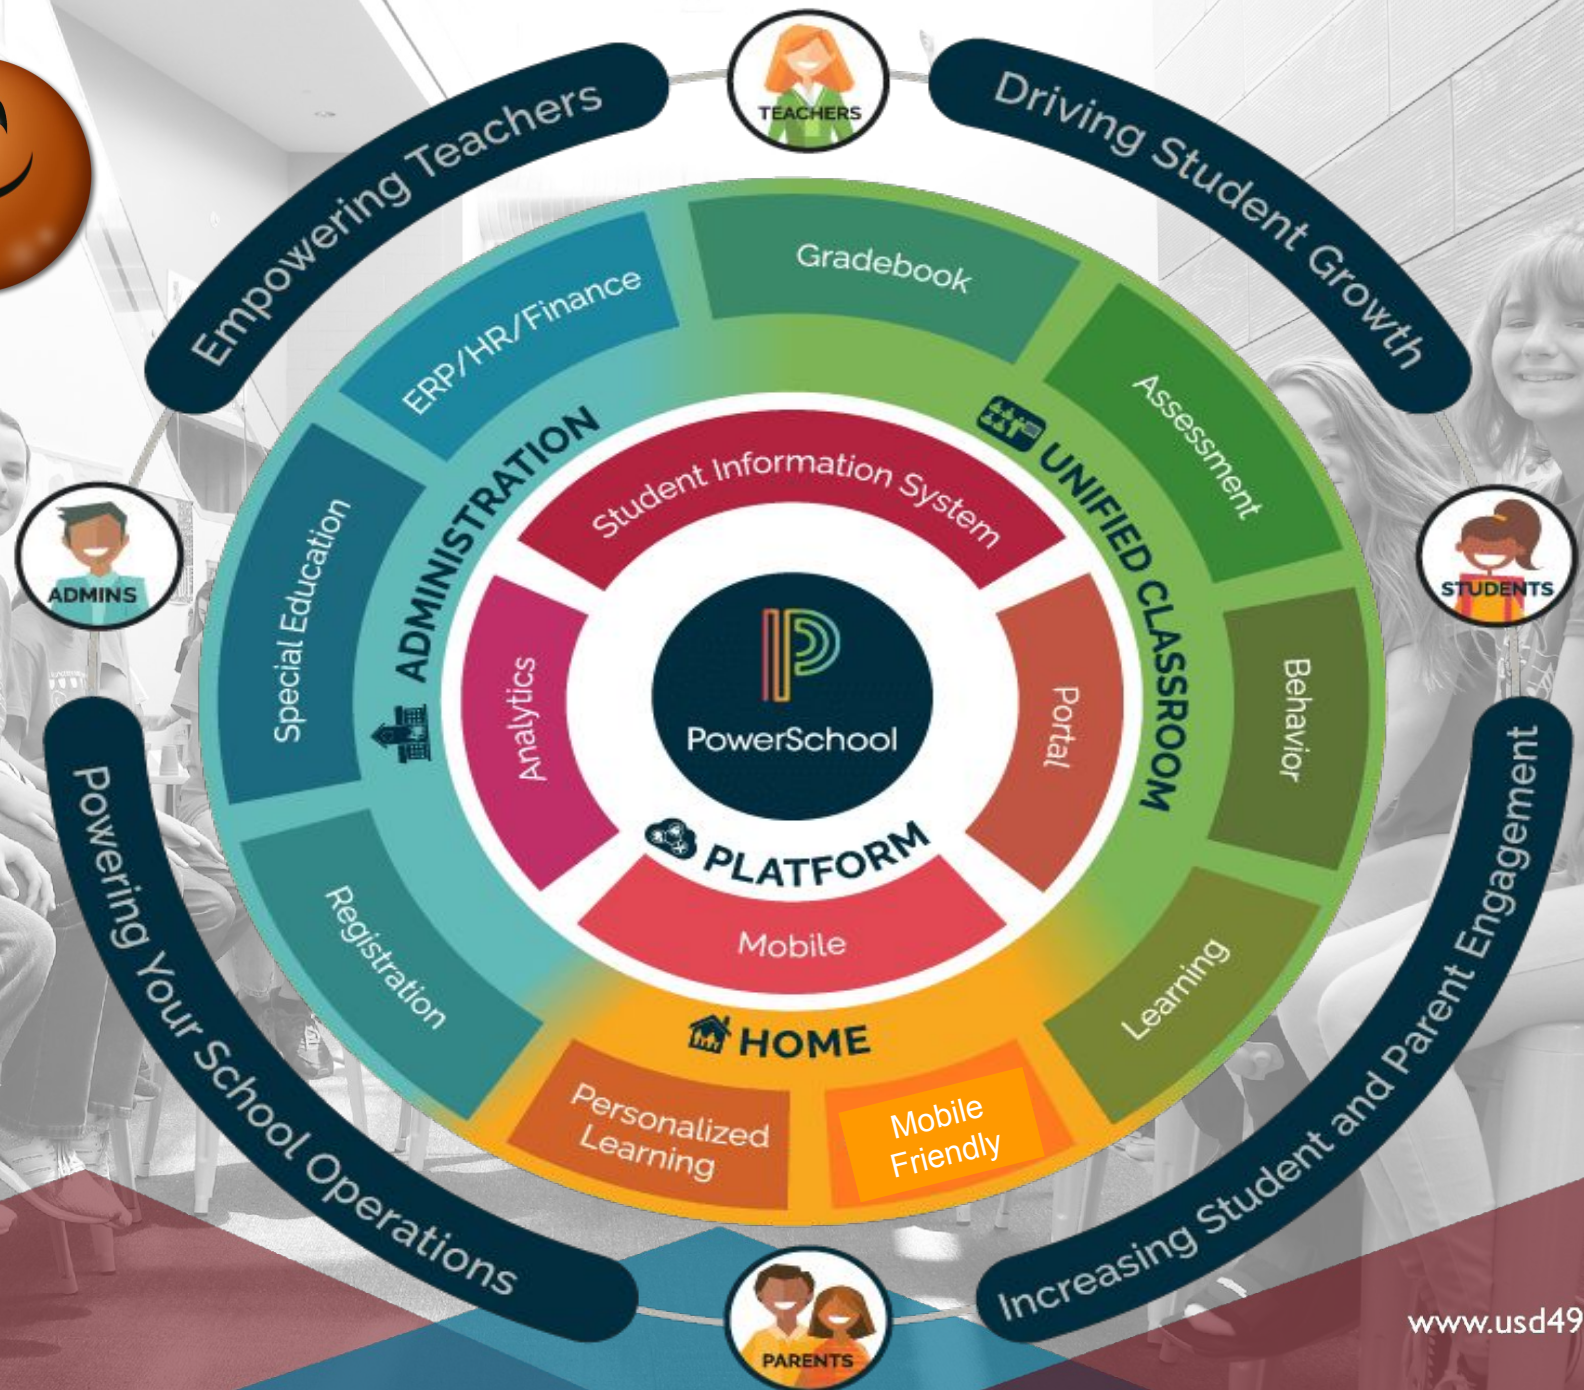 TEACHERS
Empowering Teachers
Driving Student Growth
Gradebook
ERP/HR/Finance
Assessment
ADMINISTRATION
UNIFIED CLASSROOM
Student Information System
Special Education
ADMINS
STUDENTS
Analytics
PowerSchool
Portal
Behavior
PLATFORM
Mobile
Registration
Learning
HOME
Personalized
Learning
Mobile
Friendly
Powering Your School Operations
Increasing Student and Parent Engagement
PARENTS
www.usd49